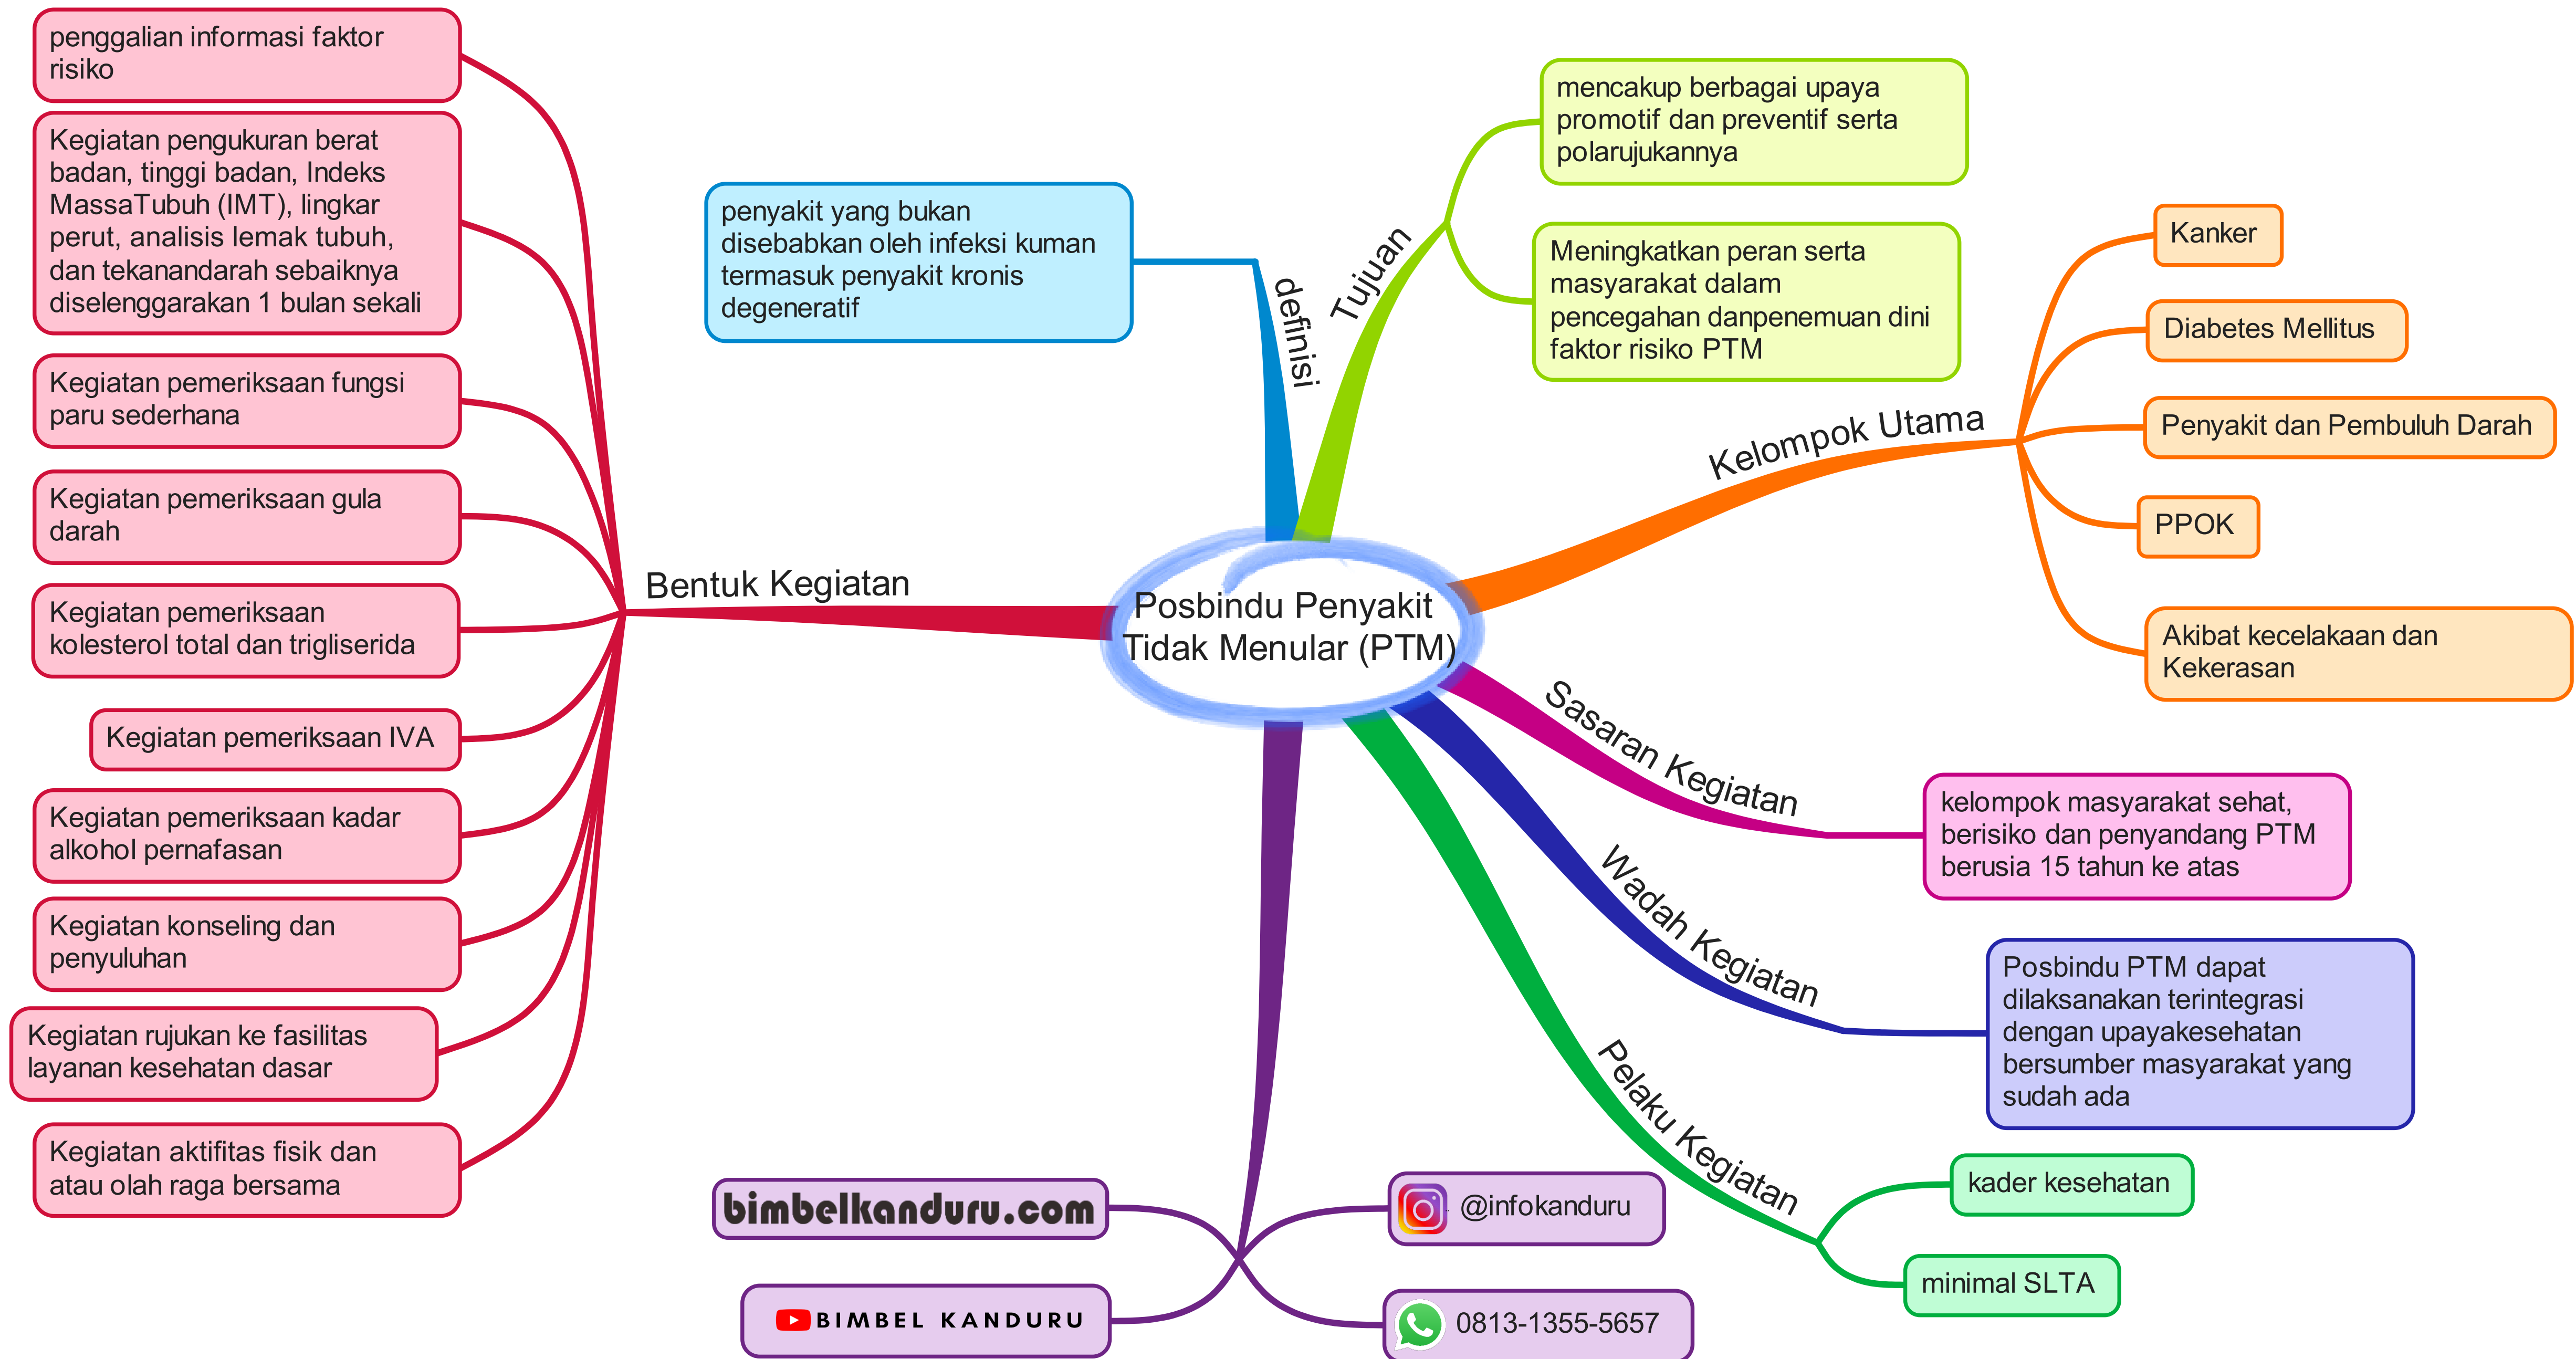 Posbindu Penyakit
Tidak Menular (PTM)
definisi
penyakit yang bukan
disebabkan oleh infeksi kuman
termasuk penyakit kronis
degeneratif
Tujuan
mencakup berbagai upaya
promotif dan preventif serta
polarujukannya
Meningkatkan peran serta
masyarakat dalam
pencegahan danpenemuan dini
faktor risiko PTM
Kelompok Utama
Kanker
Diabetes Mellitus
Penyakit dan Pembuluh Darah
PPOK
Akibat kecelakaan dan
Kekerasan
Sasaran Kegiatan
kelompok masyarakat sehat,
berisiko dan penyandang PTM
berusia 15 tahun ke atas
Wadah Kegiatan
Posbindu PTM dapat
dilaksanakan terintegrasi
dengan upayakesehatan
bersumber masyarakat yang
sudah ada
Pelaku Kegiatan
kader kesehatan
minimal SLTA
@infokanduru
0813-1355-5657
bimbelkanduru.com
BIMBEL KANDURU
Bentuk Kegiatan
penggalian informasi faktor
risiko
Kegiatan pengukuran berat
badan, tinggi badan, Indeks
MassaTubuh (IMT), lingkar
perut, analisis lemak tubuh,
dan tekanandarah sebaiknya
diselenggarakan 1 bulan sekali
Kegiatan pemeriksaan fungsi
paru sederhana
Kegiatan pemeriksaan gula
darah
Kegiatan pemeriksaan
kolesterol total dan trigliserida
Kegiatan pemeriksaan IVA
Kegiatan pemeriksaan kadar
alkohol pernafasan
Kegiatan konseling dan
penyuluhan
Kegiatan rujukan ke fasilitas
layanan kesehatan dasar
Kegiatan aktifitas fisik dan
atau olah raga bersama